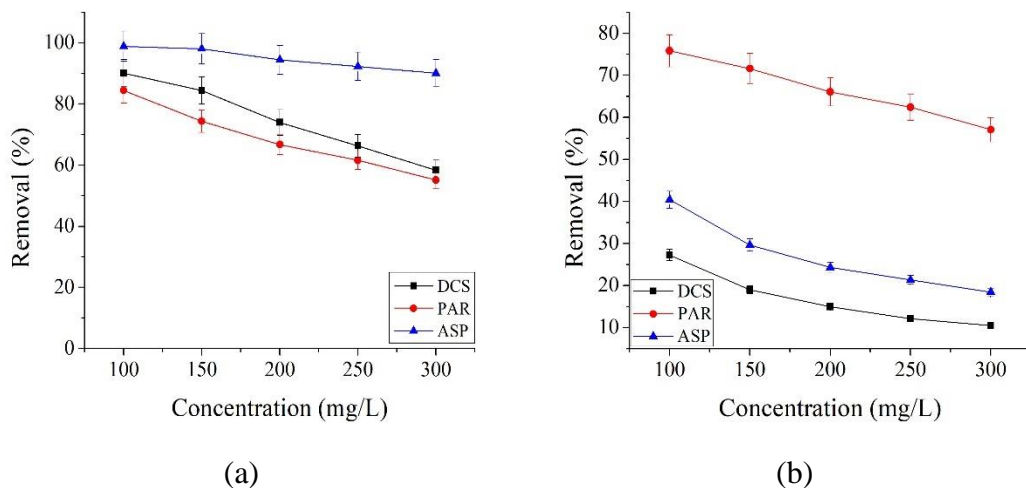 100
80
60
40
20
0
Removal (%)
DCS
PAR
ASP
100 150 200 250 300
Concentration (mg/L)
(a)
80
70
60
50
40
30
20
10
Removal (%)
DCS
PAR
ASP
100 150 200 250 300
Concentration (mg/L)
(b)